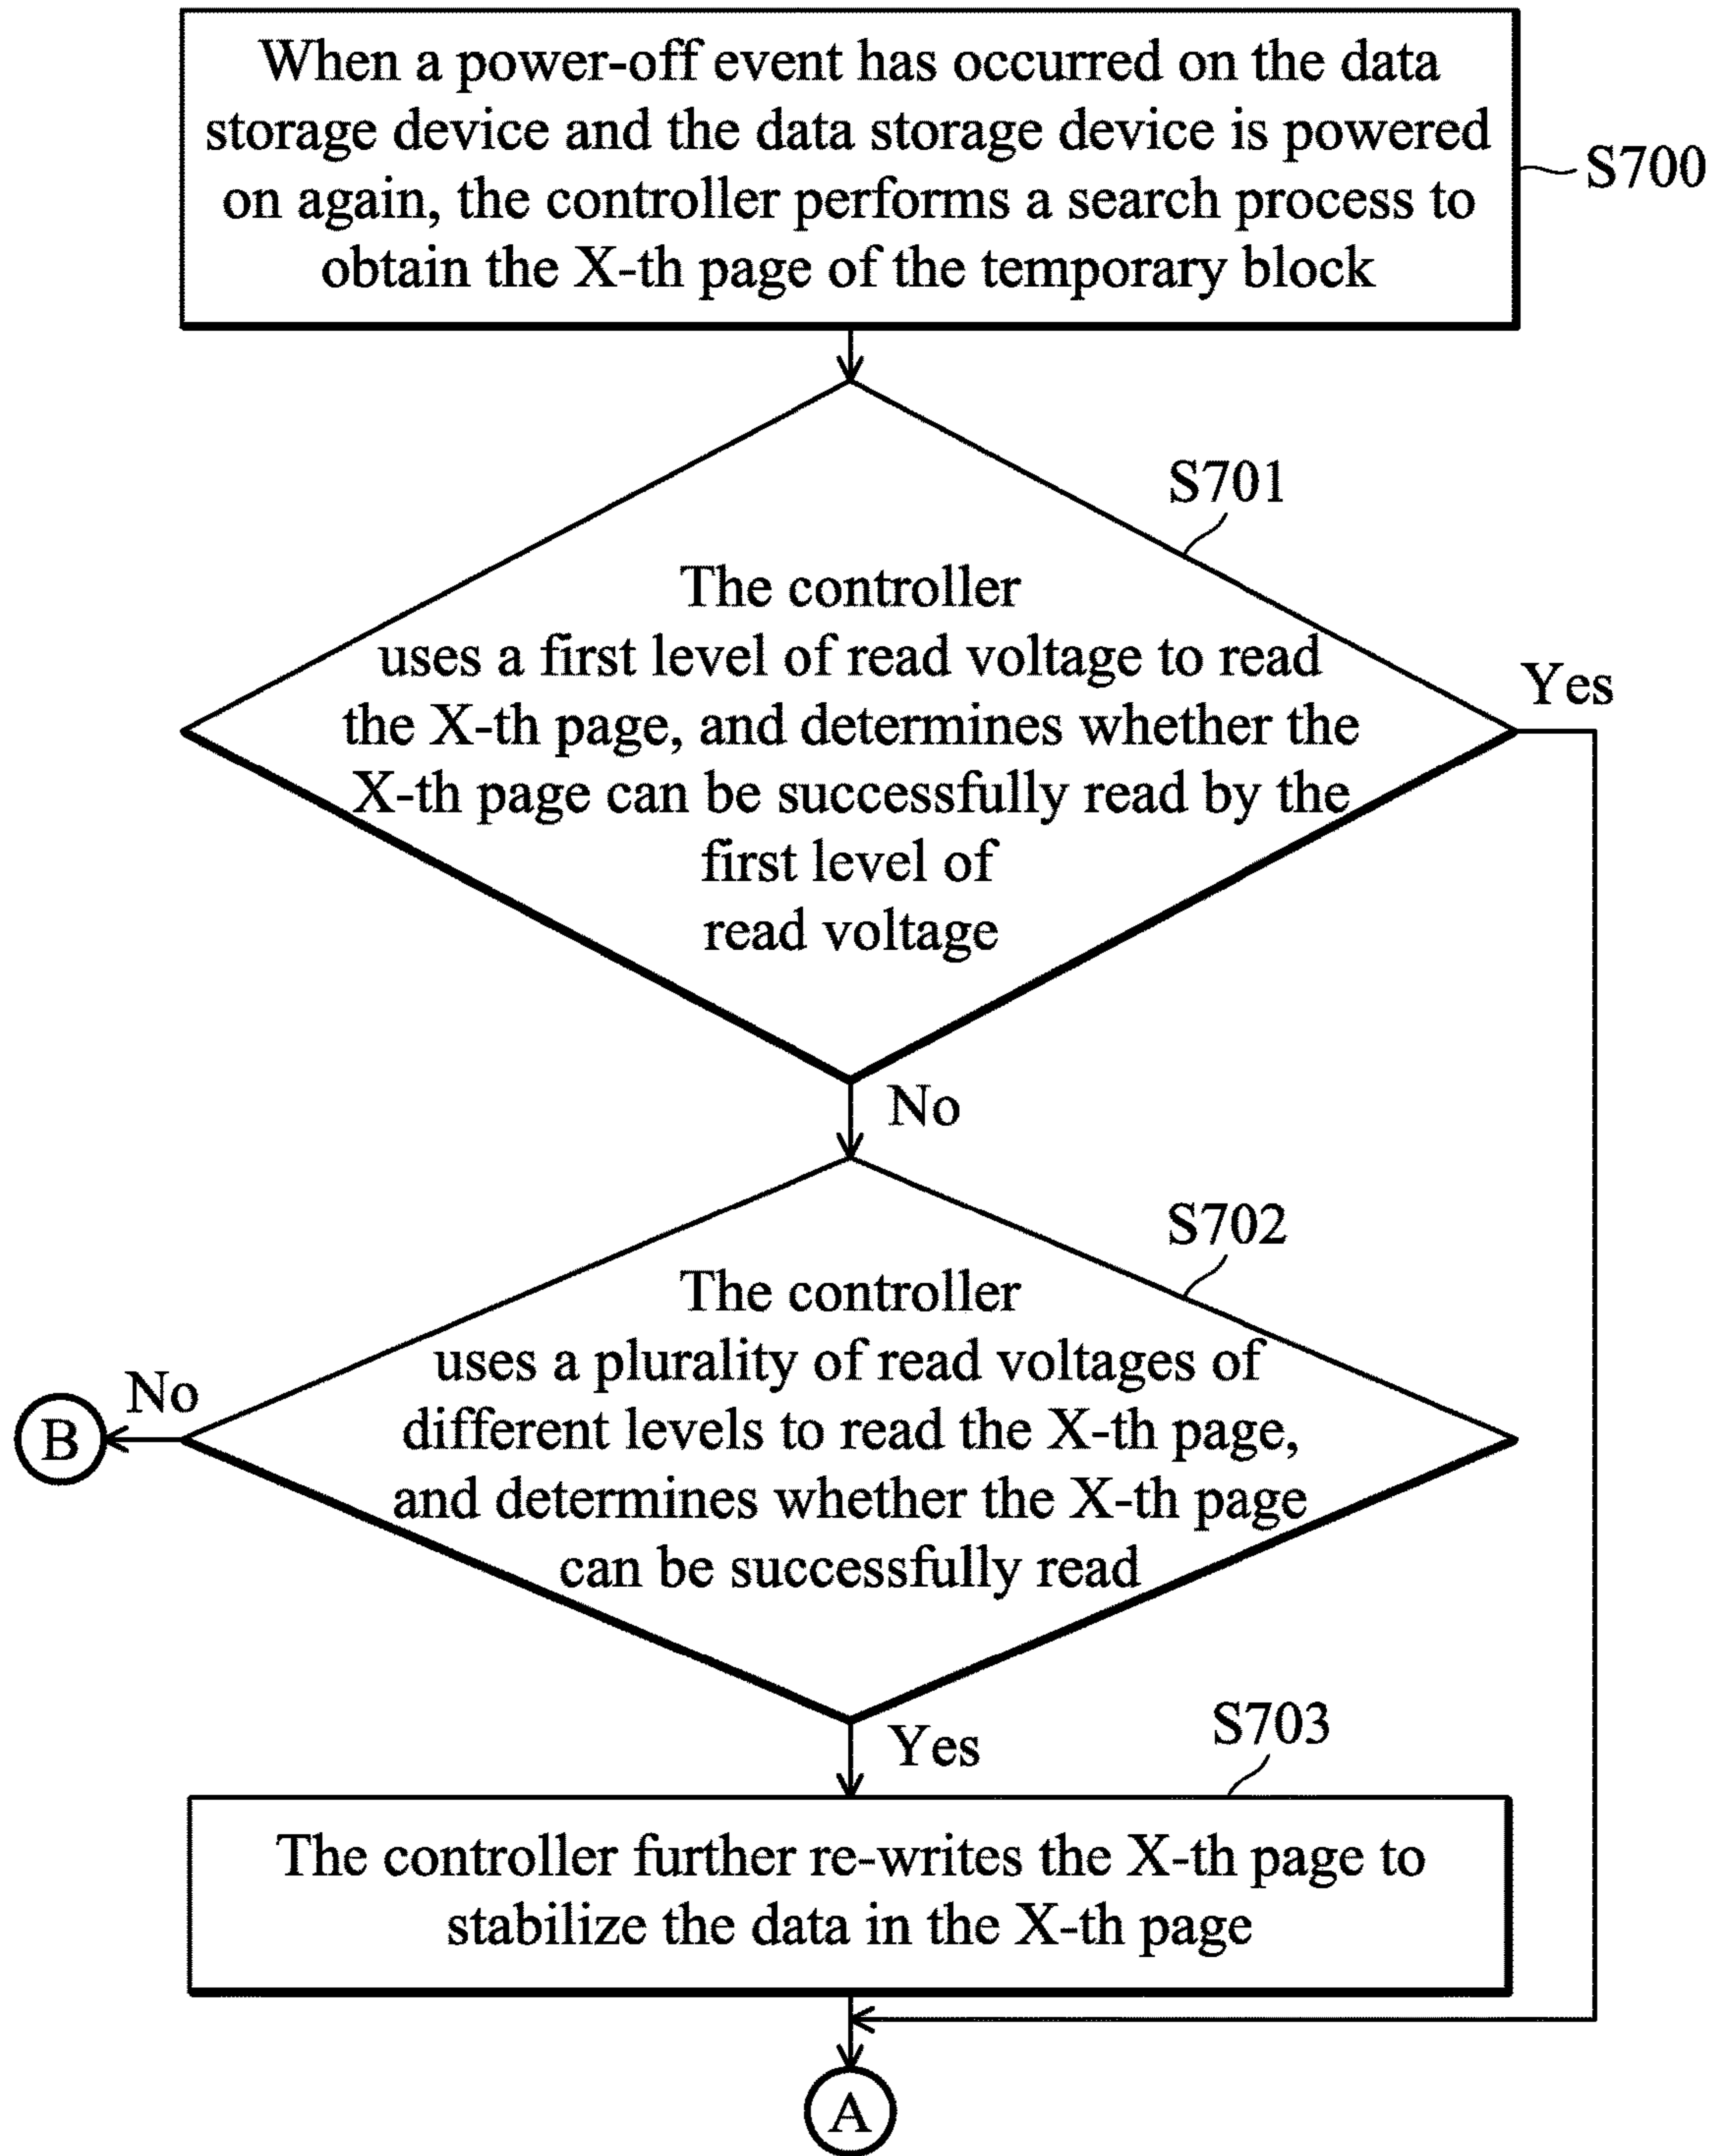 When a power-off event has occurred on the data
storage device and the data storage device is powered
on again, the controller performs a search process to
obtain the X-th page of the temporary block
S700
S701
The controller
uses a first level of read voltage to read
the X-th page, and determines whether the
X-th page can be successfully read by the
first level of
read voltage
Yes
No
S702
The controller
uses a plurality of read voltages of
different levels to read the X-th page,
and determines whether the X-th page
can be successfully read
No
B
Yes
S703
The controller further re-writes the X-th page to
stabilize the data in the X-th page
A